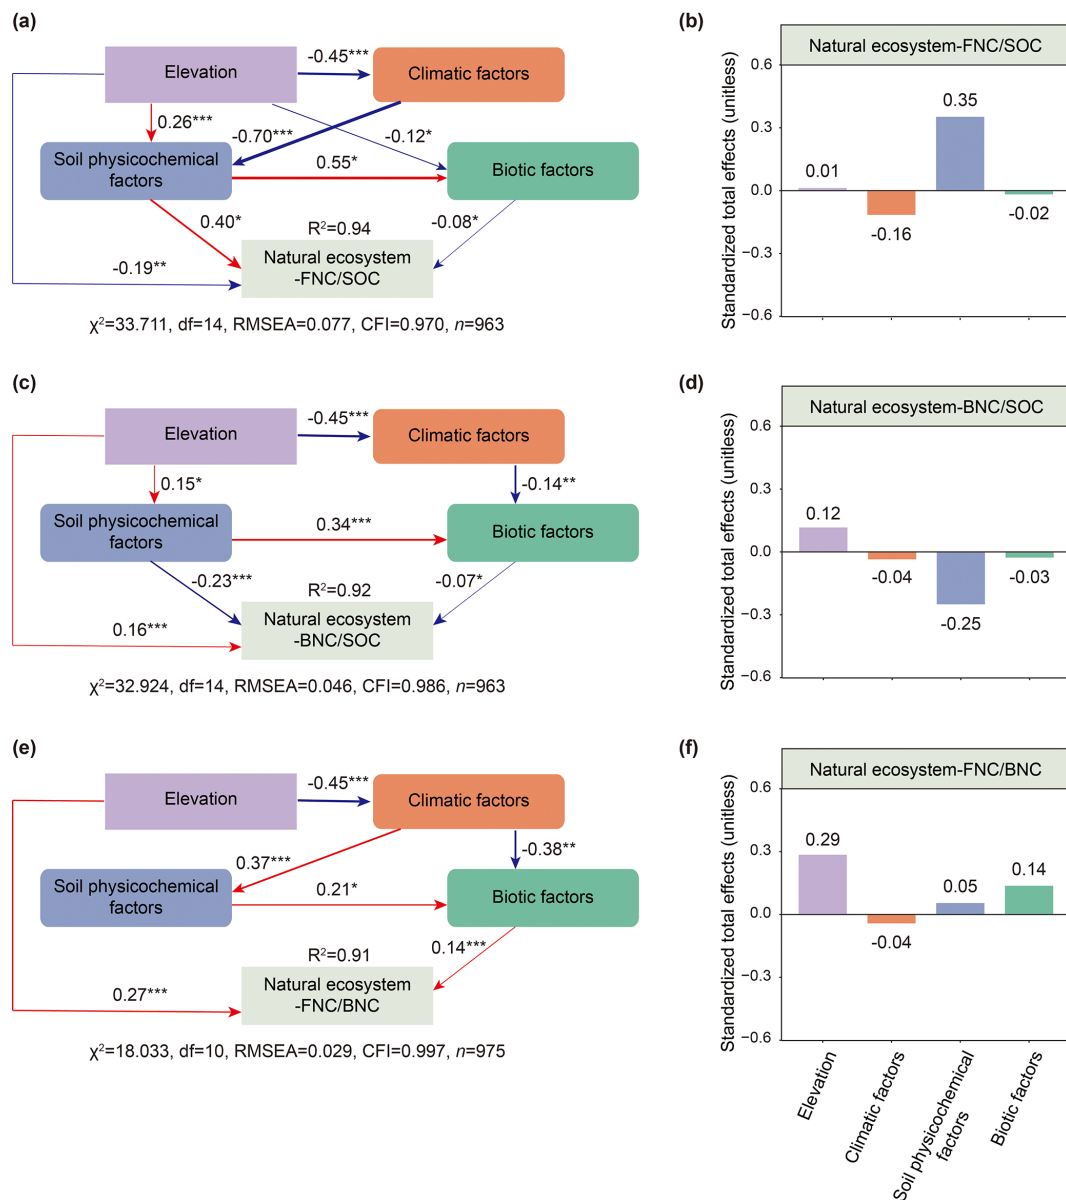 (a)
Elevation
-0.45***
Climatic factors
0.26***
-0.70***
-0.12*
Soil physicochemical
factors
0.55*
Biotic factors
0.40*
-0.08*
R²=0.94
Natural ecosystem
-FNC/SOC
-0.19**
χ²=33.711, df=14, RMSEA=0.077, CFI=0.970, n=963
(b)
Natural ecosystem-FNC/SOC
Standardized total effects (unitless)
0.6
0.3
0.0
−0.3
−0.6
0.01
-0.16
0.35
-0.02
(c)
Elevation
-0.45***
Climatic factors
0.15*
-0.14**
Soil physicochemical
factors
0.34***
Biotic factors
-0.23***
-0.07*
R²=0.92
Natural ecosystem
-BNC/SOC
0.16***
χ²=32.924, df=14, RMSEA=0.046, CFI=0.986, n=963
(d)
Natural ecosystem-BNC/SOC
Standardized total effects (unitless)
0.6
0.3
0.0
−0.3
−0.6
0.12
-0.04
-0.25
-0.03
(e)
Elevation
-0.45***
Climatic factors
0.37***
-0.38**
Soil physicochemical
factors
0.21*
Biotic factors
0.14***
R²=0.91
Natural ecosystem
-FNC/BNC
0.27***
χ²=18.033, df=10, RMSEA=0.029, CFI=0.997, n=975
(f)
Natural ecosystem-FNC/BNC
Standardized total effects (unitless)
0.6
0.3
0.0
−0.3
−0.6
0.29
-0.04
0.05
0.14
Elevation
Climatic factors
Soil physicochemical
factors
Biotic factors